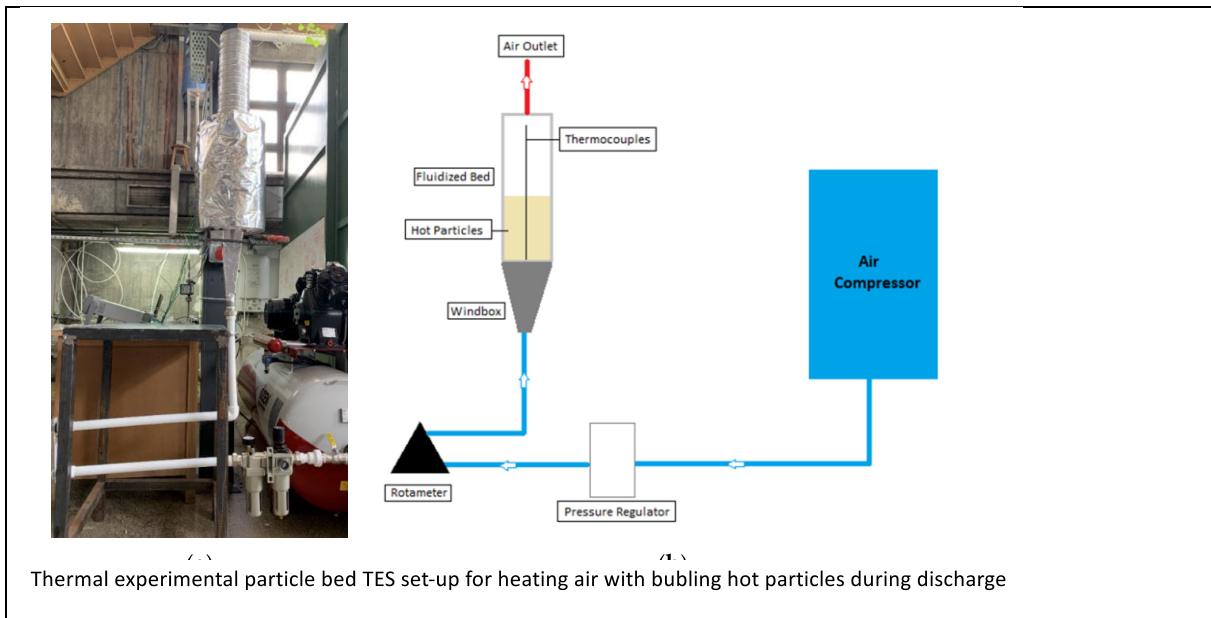 Air Outlet
Thermocouples
Fluidized Bed
Hot Particles
Air
Compressor
Windbox
Rotameter
Pressure Regulator
Thermal experimental particle bed TES set-up for heating air with bubling hot particles during discharge